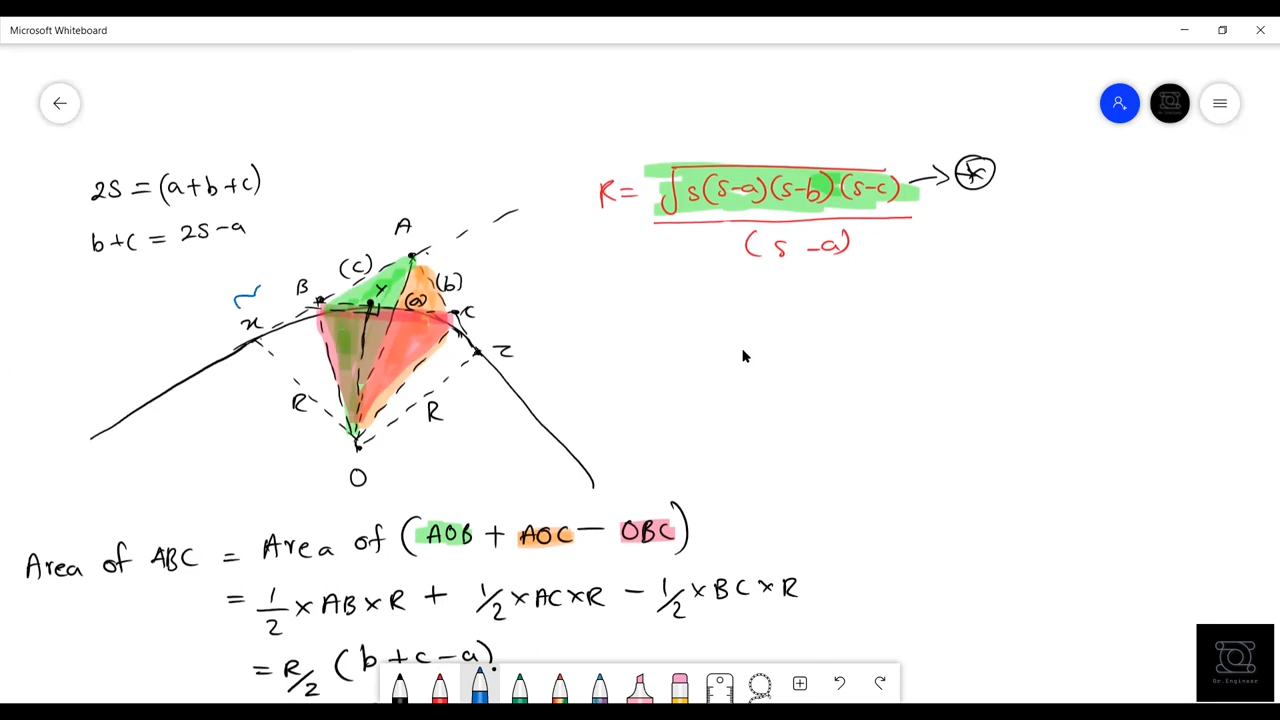 Microsoft Whiteboard
2S = (a+b+c)
b+c = 2S-a
R = √s(s-a)(s-b)(s-c)
(s-a)
A
(c)
(b)
B
Y
(a)
C
x
Z
R
R
O
Area of ABC = Area of (AOB + AOC - OBC)
= 1/2 × AB × R + 1/2 × AC × R - 1/2 × BC × R
= R/2 (b+c-a).
Dr.Engineer